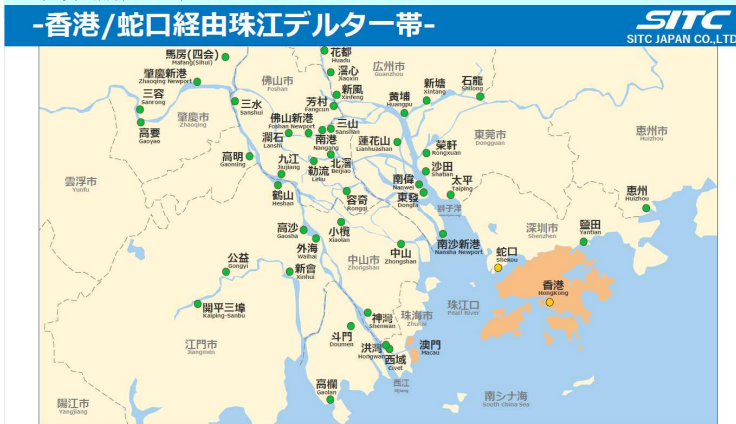 -香港/蛇口経由珠江デルター帯-
SITC
SITC JAPAN CO.,LTD
馬房(四会)
Mafang(Sihui)
花都
Huadu
広州市
Guanzhou
肇慶新港
Zhaoqing Newport
滘心
Jiaoxin
佛山市
Foshan
新風
Xinfeng
新塘
Xintang
石龍
Shilong
三容
Sanrong
三水
Sanshui
芳村
Fangcun
黄埔
Huangpu
肇慶市
Zhaoqing
佛山新港
Foshan Newport
三山
Sanshan
高要
Gaoyao
瀾石
Lanshi
南港
Nangang
蓮花山
Lianhuashan
東莞市
Dongguan
恵州市
Huizhou
榮軒
Rongxuan
高明
Gaoming
九江
Jiujiang
勒流
Leliu
北滘
Beijiao
沙田
Shatian
雲浮市
Yunfu
南偉
Nanwei
太平
Taiping
鶴山
Heshan
容奇
Rongqi
東發
Dongfa
獅子洋
恵州
Huizhou
高沙
Gaosha
小欖
Xiaolan
深圳市
Shenzhen
鹽田
Yantian
外海
Waihai
中山市
Zhongshan
中山
Zhongshan
南沙新港
Nansha Newport
蛇口
Shekou
公益
Gongyi
新會
Xinhui
香港
HongKong
開平三埠
Kaiping-Sanbu
神灣
Shenwan
珠海市
Zhuhai
珠江口
Pearl River
斗門
Doumen
江門市
Jiangmen
洪灣
Hongwan
西域
Civet
澳門
Macau
高欄
Gaolan
西江
Xijiang
南シナ海
South China Sea
陽江市
Yangjiang